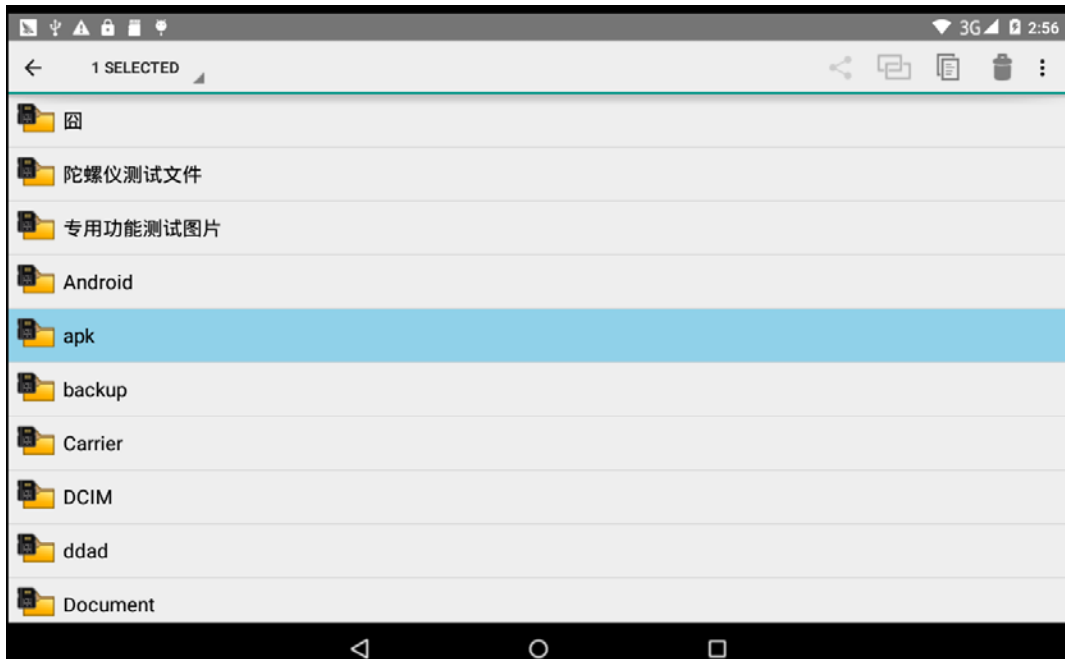 3G 2:56
1 SELECTED
囧
陀螺仪测试文件
专用功能测试图片
Android
apk
backup
Carrier
DCIM
ddad
Document